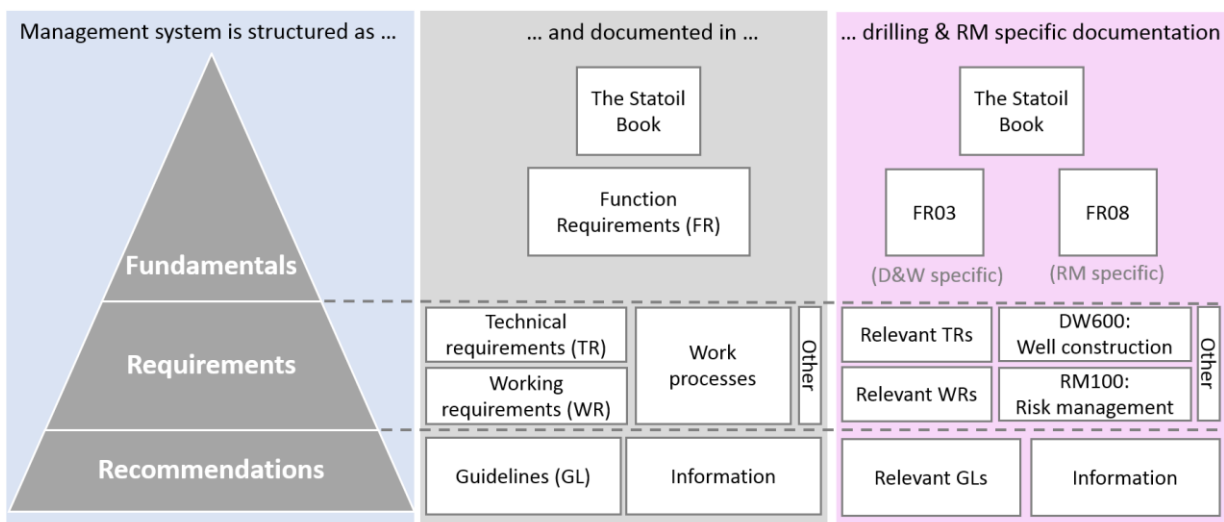 Management system is structured as ...
Fundamentals
Requirements
Recommendations
... and documented in ...
The Statoil
Book
Function
Requirements (FR)
Technical
requirements (TR)
Working
requirements (WR)
Work
processes
Other
Guidelines (GL)
Information
... drilling & RM specific documentation
The Statoil
Book
FR03
(D&W specific)
FR08
(RM specific)
Relevant TRs
Relevant WRs
DW600:
Well construction
RM100:
Risk management
Other
Relevant GLs
Information